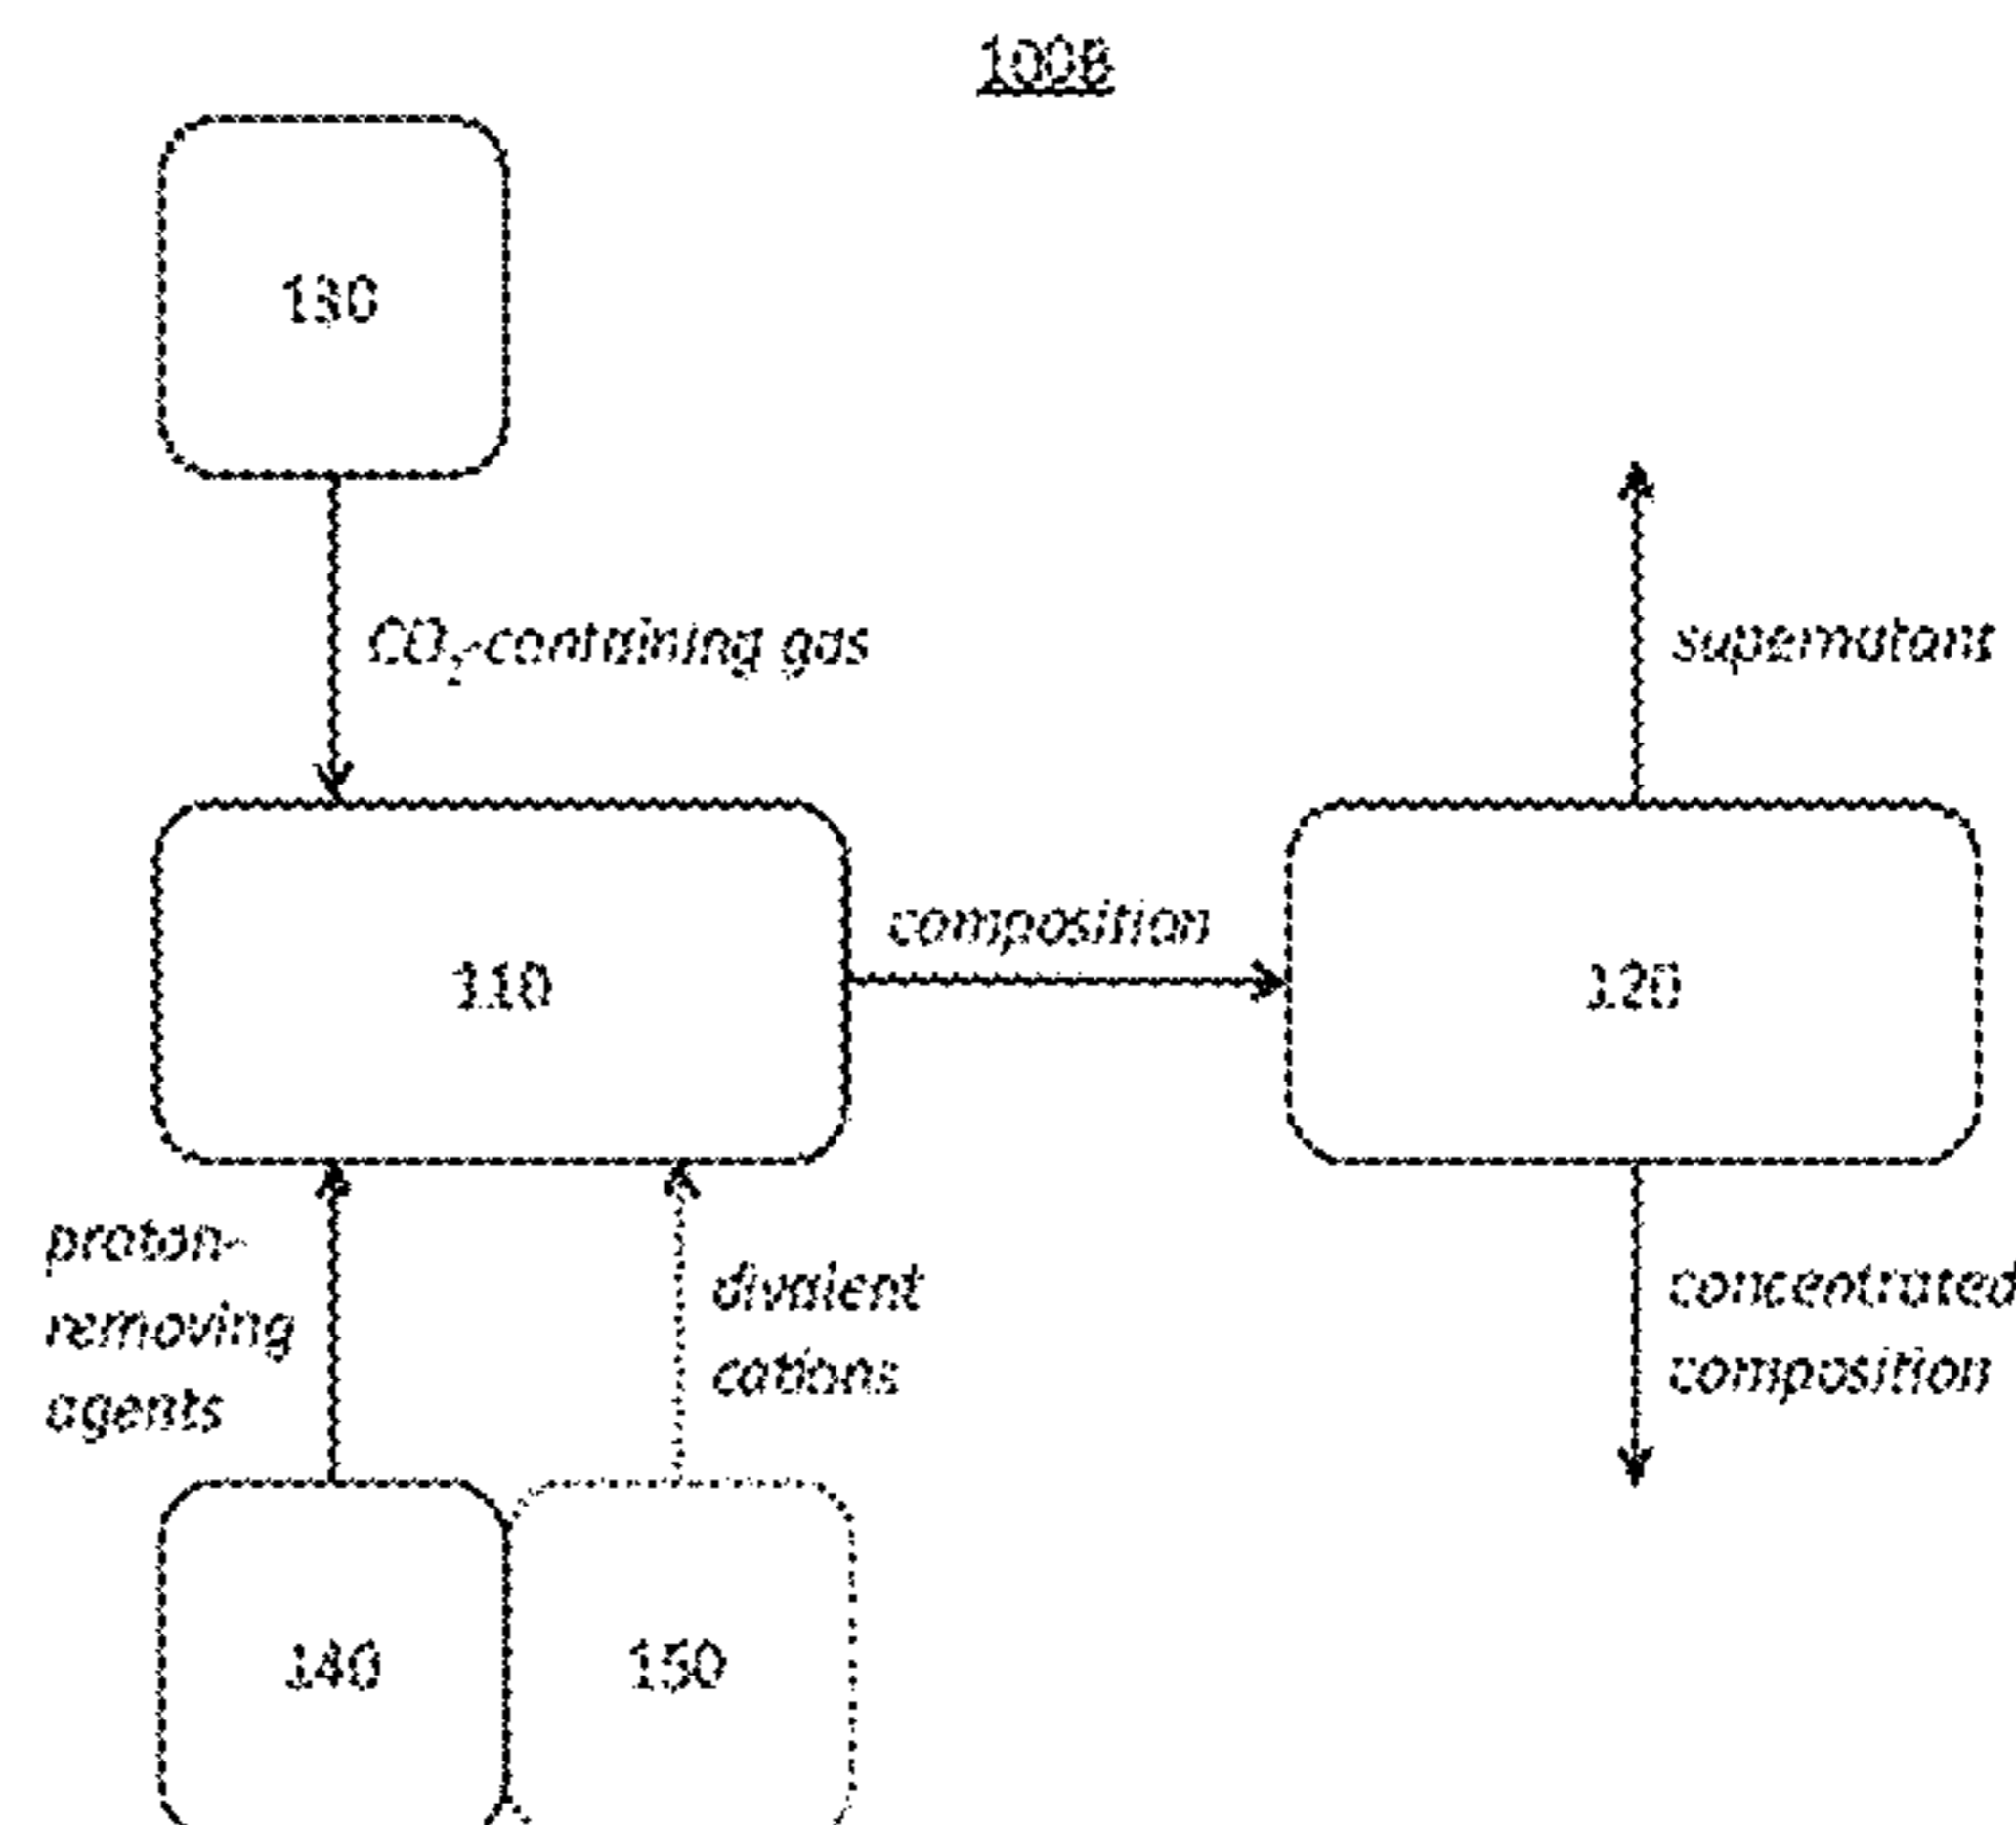 100B
130
CO₂-containing gas
supernatant
composition
110
120
proton-
removing
agents
divalent
cations
concentrated
composition
140
150